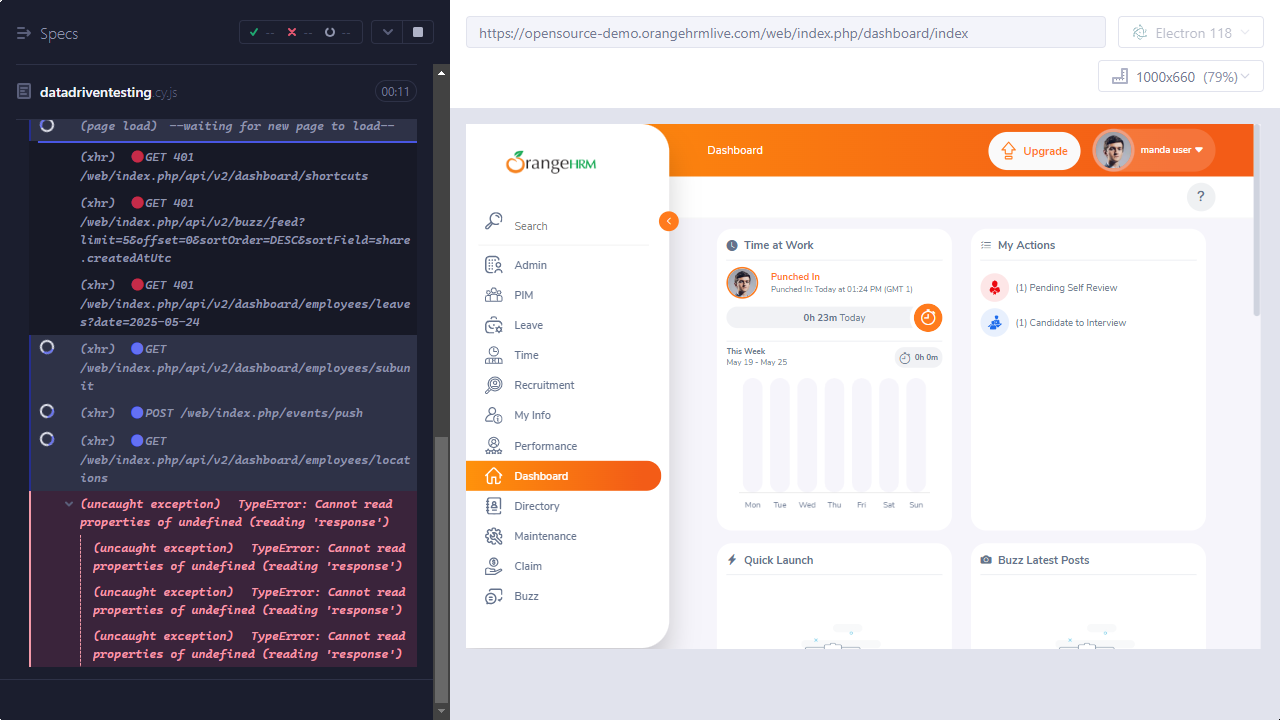 Specs
--
--
--
datadriventesting.cy.js
00:11
(page load) --waiting for new page to load--
(xhr) GET 401
/web/index.php/api/v2/dashboard/shortcuts
(xhr) GET 401
/web/index.php/api/v2/buzz/feed?
limit=5&offset=0&sortOrder=DESC&sortField=share
.createdAtUtc
(xhr) GET 401
/web/index.php/api/v2/dashboard/employees/leave
s?date=2025-05-24
(xhr) GET
/web/index.php/api/v2/dashboard/employees/subun
it
(xhr) POST /web/index.php/events/push
(xhr) GET
/web/index.php/api/v2/dashboard/employees/locat
ions
(uncaught exception) TypeError: Cannot read
properties of undefined (reading 'response')
(uncaught exception) TypeError: Cannot read
properties of undefined (reading 'response')
(uncaught exception) TypeError: Cannot read
properties of undefined (reading 'response')
(uncaught exception) TypeError: Cannot read
properties of undefined (reading 'response')
https://opensource-demo.orangehrmlive.com/web/index.php/dashboard/index
Electron 118
1000x660 (79%)
OrangeHRM
Search
Admin
PIM
Leave
Time
Recruitment
My Info
Performance
Dashboard
Directory
Maintenance
Claim
Buzz
Dashboard
Upgrade
manda user
?
Time at Work
Punched In
Punched In: Today at 01:24 PM (GMT 1)
0h 23m Today
This Week
May 19 - May 25
0h 0m
Mon Tue Wed Thu Fri Sat Sun
My Actions
(1) Pending Self Review
(1) Candidate to Interview
Quick Launch
Buzz Latest Posts